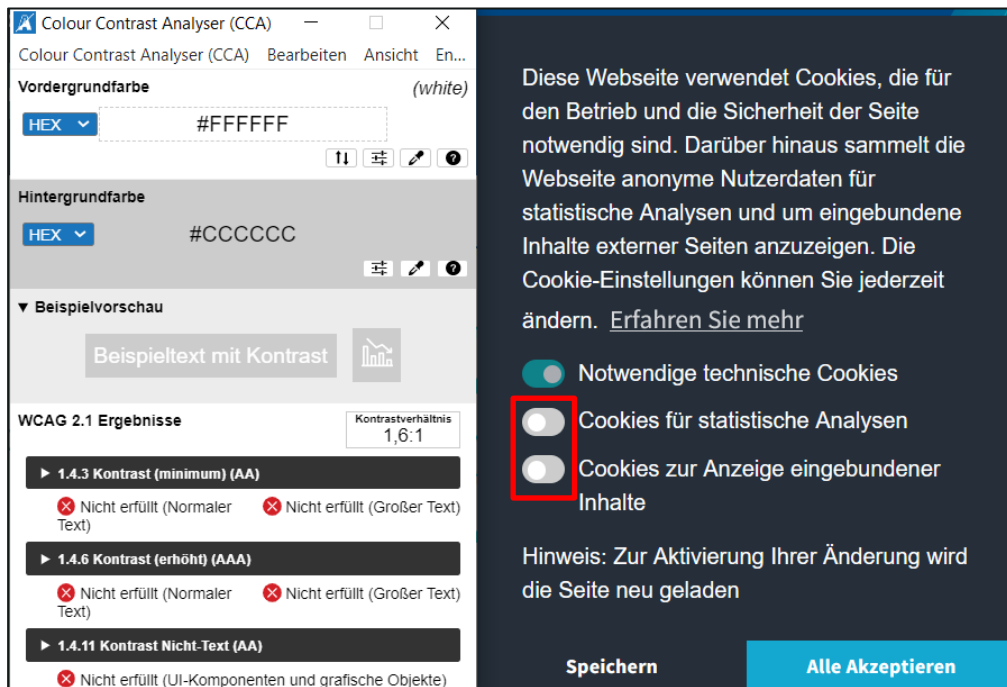 Colour Contrast Analyser (CCA)
Colour Contrast Analyser (CCA) Bearbeiten Ansicht En...
Vordergrundfarbe (white)
HEX #FFFFFF
Hintergrundfarbe
HEX #CCCCCC
▼ Beispielvorschau
Beispieltext mit Kontrast
WCAG 2.1 Ergebnisse
Kontrastverhältnis
1,6:1
▶ 1.4.3 Kontrast (minimum) (AA)
Nicht erfüllt (Normaler
Text)
Nicht erfüllt (Großer Text)
▶ 1.4.6 Kontrast (erhöht) (AAA)
Nicht erfüllt (Normaler
Text)
Nicht erfüllt (Großer Text)
▶ 1.4.11 Kontrast Nicht-Text (AA)
Nicht erfüllt (UI-Komponenten und grafische Objekte)
Diese Webseite verwendet Cookies, die für
den Betrieb und die Sicherheit der Seite
notwendig sind. Darüber hinaus sammelt die
Webseite anonyme Nutzerdaten für
statistische Analysen und um eingebundene
Inhalte externer Seiten anzuzeigen. Die
Cookie-Einstellungen können Sie jederzeit
ändern. Erfahren Sie mehr
Notwendige technische Cookies
Cookies für statistische Analysen
Cookies zur Anzeige eingebundener
Inhalte
Hinweis: Zur Aktivierung Ihrer Änderung wird
die Seite neu geladen
Speichern Alle Akzeptieren